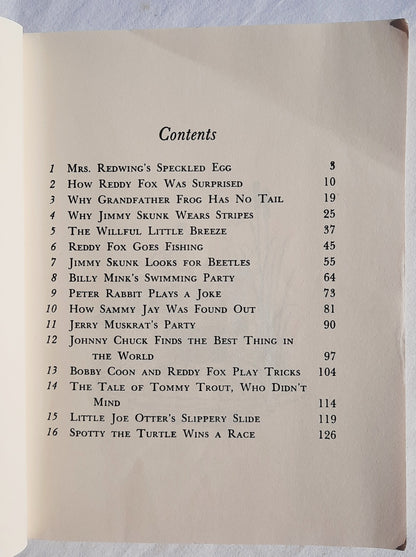 Contents
1 Mrs. Redwing's Speckled Egg 3
2 How Reddy Fox Was Surprised 10
3 Why Grandfather Frog Has No Tail 19
4 Why Jimmy Skunk Wears Stripes 25
5 The Willful Little Breeze 37
6 Reddy Fox Goes Fishing 45
7 Jimmy Skunk Looks for Beetles 55
8 Billy Mink's Swimming Party 64
9 Peter Rabbit Plays a Joke 73
10 How Sammy Jay Was Found Out 81
11 Jerry Muskrat's Party 90
12 Johnny Chuck Finds the Best Thing in
the World 97
13 Bobby Coon and Reddy Fox Play Tricks 104
14 The Tale of Tommy Trout, Who Didn't
Mind 114
15 Little Joe Otter's Slippery Slide 119
16 Spotty the Turtle Wins a Race 126